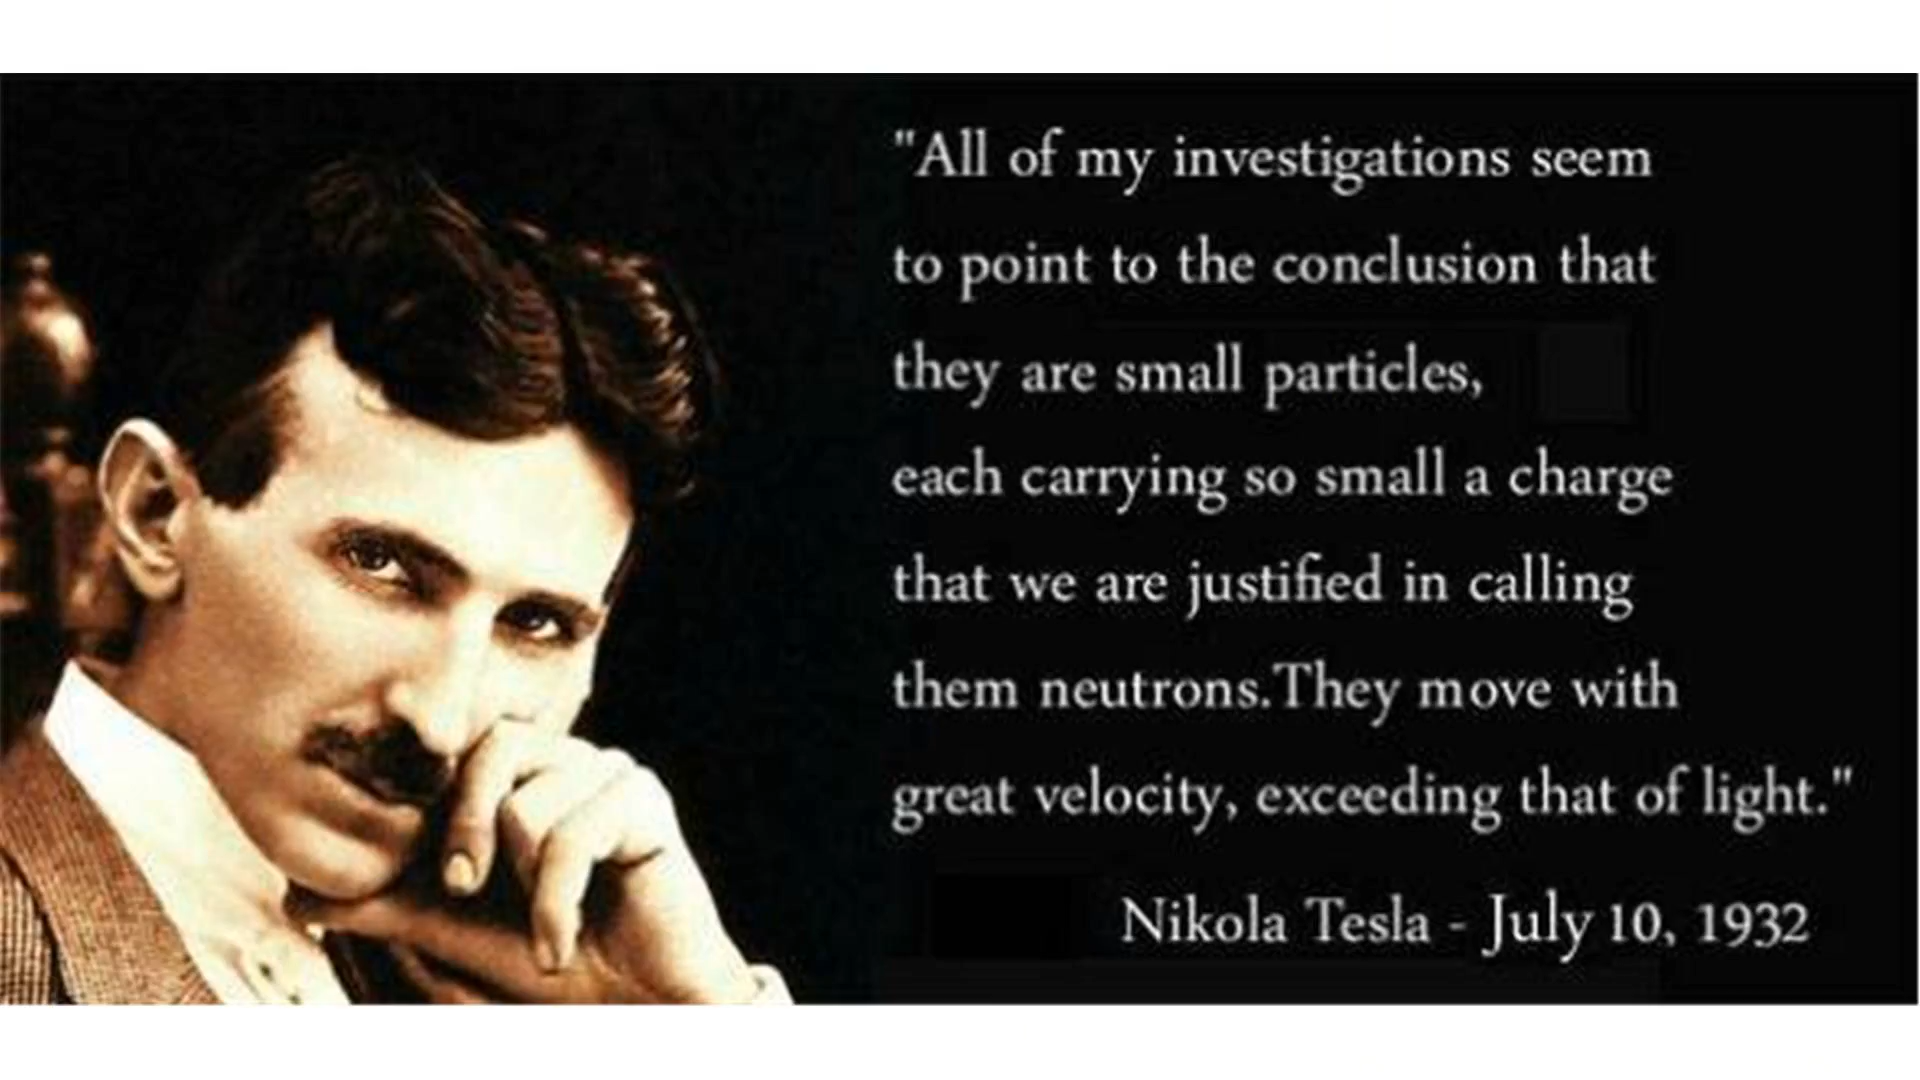 "All of my investigations seem
to point to the conclusion that
they are small particles,
each carrying so small a charge
that we are justified in calling
them neutrons.They move with
great velocity, exceeding that of light."
Nikola Tesla - July 10, 1932